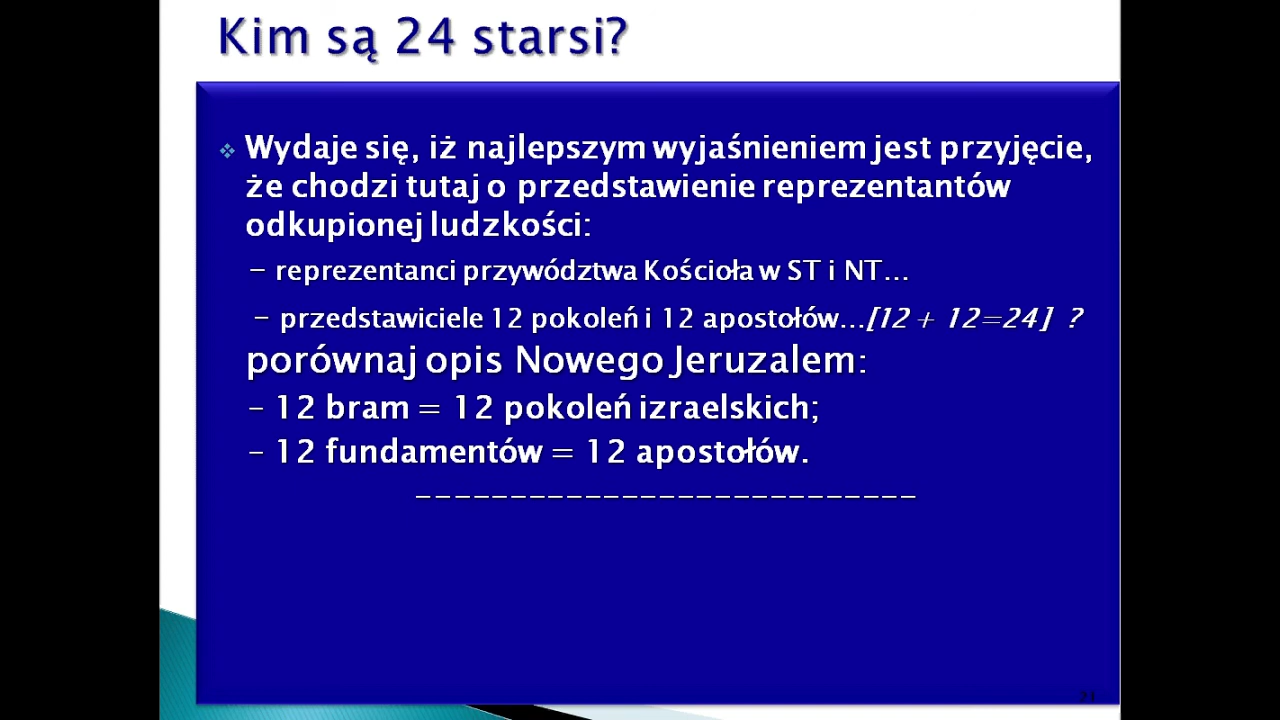 Kim są 24 starsi?
Wydaje się, iż najlepszym wyjaśnieniem jest przyjęcie,
że chodzi tutaj o przedstawienie reprezentantów
odkupionej ludzkości:
– reprezentanci przywództwa Kościoła w ST i NT...
– przedstawiciele 12 pokoleń i 12 apostołów...[12 + 12=24] ?
porównaj opis Nowego Jeruzalem:
– 12 bram = 12 pokoleń izraelskich;
– 12 fundamentów = 12 apostołów.
---------------------------